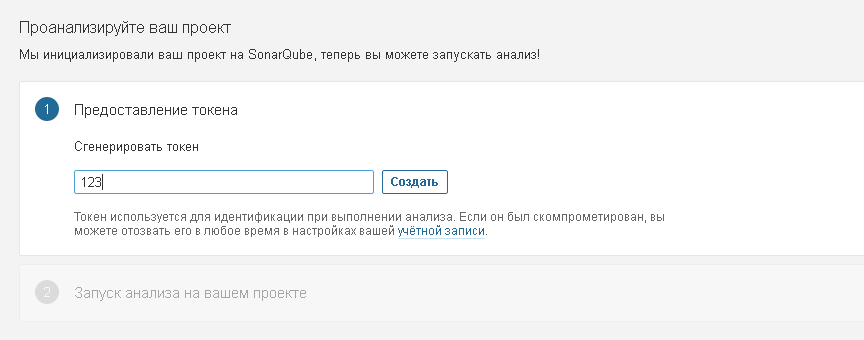 Проанализируйте ваш проект
Мы инициализировали ваш проект на SonarQube, теперь вы можете запускать анализ!
1 Предоставление токена
Сгенерировать токен
123 Создать
Токен используется для идентификации при выполнении анализа. Если он был скомпрометирован, вы
можете отозвать его в любое время в настройках вашей учётной записи.
2 Запуск анализа на вашем проекте